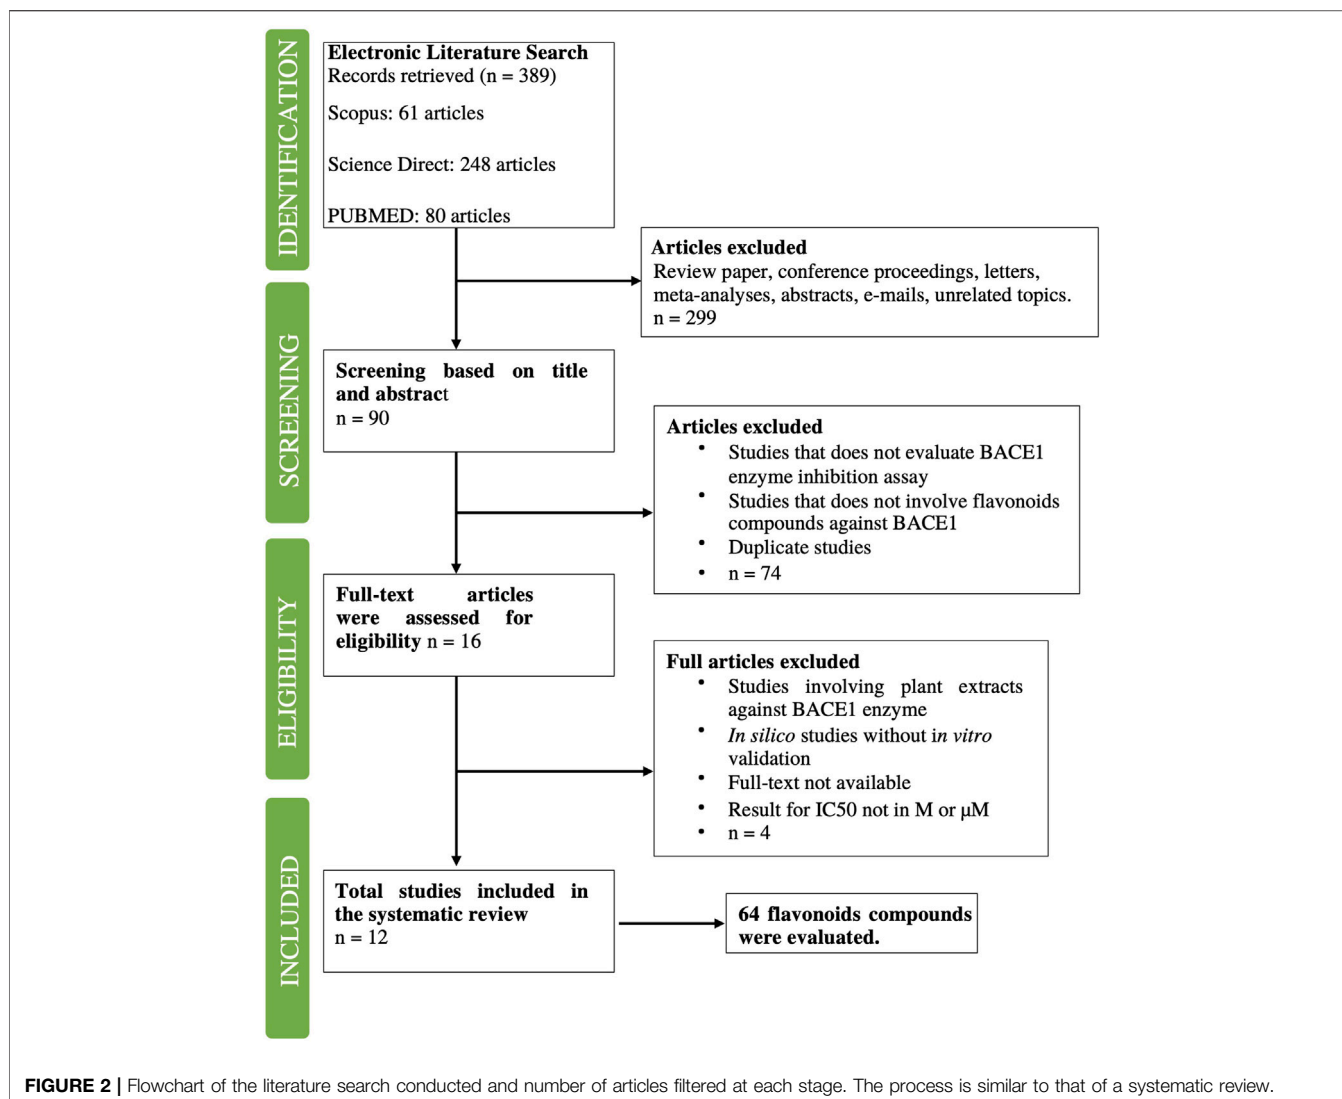 IDENTIFICATION
Electronic Literature Search
Records retrieved (n = 389)
Scopus: 61 articles
Science Direct: 248 articles
PUBMED: 80 articles
Articles excluded
Review paper, conference proceedings, letters,
meta-analyses, abstracts, e-mails, unrelated topics.
n = 299
SCREENING
Screening based on title
and abstract
n = 90
Articles excluded
• Studies that does not evaluate BACE1
enzyme inhibition assay
• Studies that does not involve flavonoids
compounds against BACE1
• Duplicate studies
• n = 74
ELIGIBILITY
Full-text articles
were assessed for
eligibility n = 16
Full articles excluded
• Studies involving plant extracts
against BACE1 enzyme
• In silico studies without in vitro
validation
• Full-text not available
• Result for IC50 not in M or µM
• n = 4
INCLUDED
Total studies included in
the systematic review
n = 12
64 flavonoids compounds
were evaluated.
FIGURE 2 | Flowchart of the literature search conducted and number of articles filtered at each stage. The process is similar to that of a systematic review.